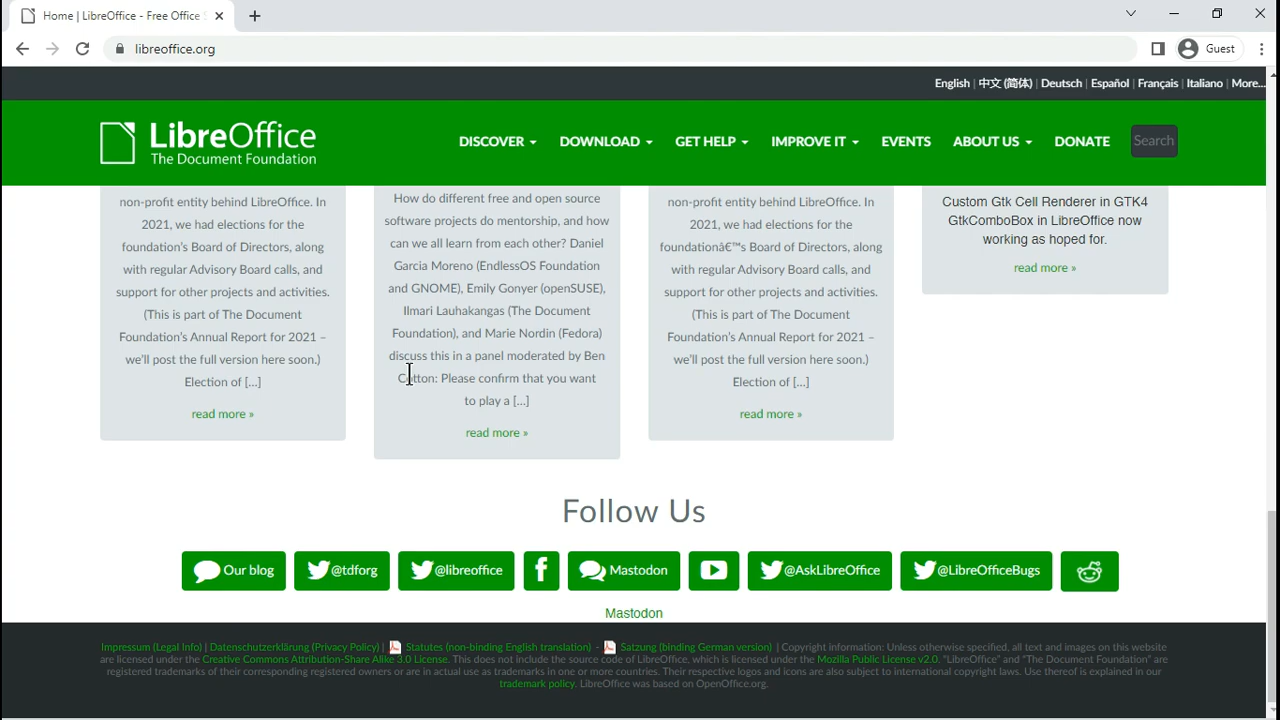 Home | LibreOffice - Free Office S
libreoffice.org
Guest
English | 中文 (简体) | Deutsch | Español | Français | Italiano | More...
LibreOffice
The Document Foundation
DISCOVER
DOWNLOAD
GET HELP
IMPROVE IT
EVENTS
ABOUT US
DONATE
Search
non-profit entity behind LibreOffice. In
2021, we had elections for the
foundation's Board of Directors, along
with regular Advisory Board calls, and
support for other projects and activities.
(This is part of The Document
Foundation's Annual Report for 2021 –
we'll post the full version here soon.)
Election of […]
read more »
How do different free and open source
software projects do mentorship, and how
can we all learn from each other? Daniel
Garcia Moreno (EndlessOS Foundation
and GNOME), Emily Gonyer (openSUSE),
Ilmari Lauhakangas (The Document
Foundation), and Marie Nordin (Fedora)
discuss this in a panel moderated by Ben
Cotton: Please confirm that you want
to play a […]
read more »
non-profit entity behind LibreOffice. In
2021, we had elections for the
foundationâ€™s Board of Directors, along
with regular Advisory Board calls, and
support for other projects and activities.
(This is part of The Document
Foundation's Annual Report for 2021 –
we'll post the full version here soon.)
Election of […]
read more »
Custom Gtk Cell Renderer in GTK4
GtkComboBox in LibreOffice now
working as hoped for.
read more »
Follow Us
Our blog
@tdforg
@libreoffice
Mastodon
@AskLibreOffice
@LibreOfficeBugs
Mastodon
Impressum (Legal Info) | Datenschutzerklärung (Privacy Policy) | Statutes (non-binding English translation) - Satzung (binding German version) | Copyright information: Unless otherwise specified, all text and images on this website
are licensed under the Creative Commons Attribution-Share Alike 3.0 License. This does not include the source code of LibreOffice, which is licensed under the Mozilla Public License v2.0. "LibreOffice" and "The Document Foundation" are
registered trademarks of their corresponding registered owners or are in actual use as trademarks in one or more countries. Their respective logos and icons are also subject to international copyright laws. Use thereof is explained in our
trademark policy. LibreOffice was based on OpenOffice.org.